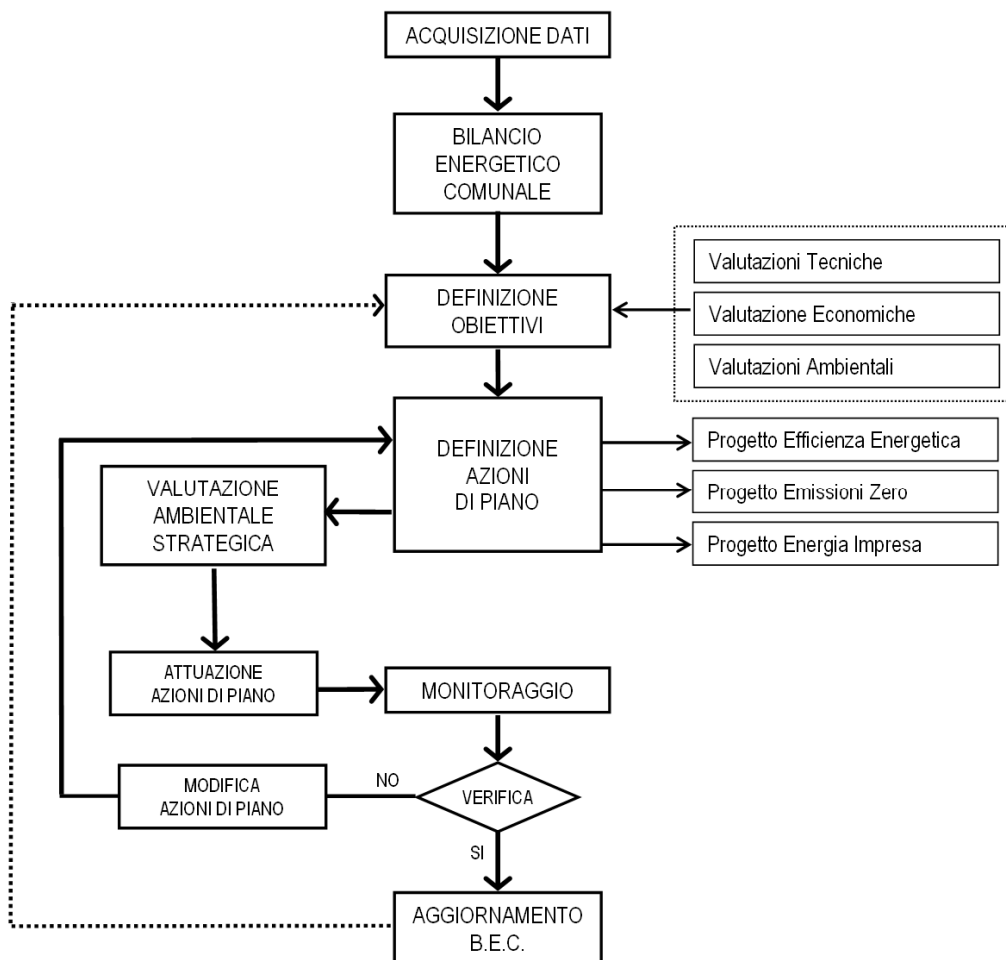 ACQUISIZIONE DATI
BILANCIO
ENERGETICO
COMUNALE
DEFINIZIONE
OBIETTIVI
Valutazioni Tecniche
Valutazione Economiche
Valutazioni Ambientali
DEFINIZIONE
AZIONI
DI PIANO
Progetto Efficienza Energetica
Progetto Emissioni Zero
Progetto Energia Impresa
VALUTAZIONE
AMBIENTALE
STRATEGICA
ATTUAZIONE
AZIONI DI PIANO
MONITORAGGIO
VERIFICA
NO
MODIFICA
AZIONI DI PIANO
SI
AGGIORNAMENTO
B.E.C.